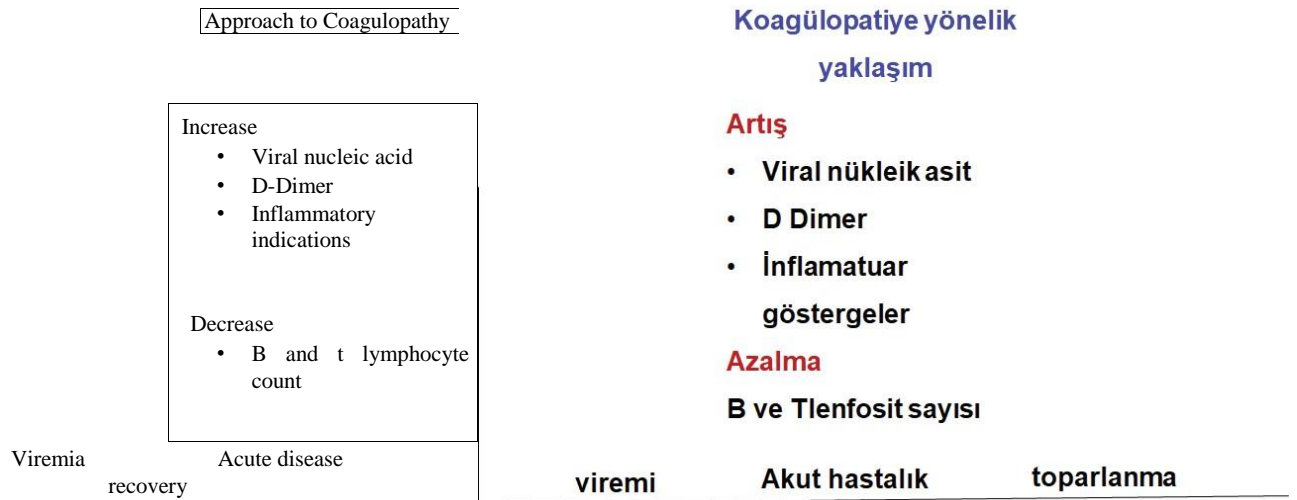 Approach to Coagulopathy
Increase
• Viral nucleic acid
• D-Dimer
• Inflammatory
indications
Decrease
• B and t lymphocyte
count
Viremia Acute disease
recovery
Koagülopatiye yönelik
yaklaşım
Artış
• Viral nükleik asit
• D Dimer
• İnflamatuar
göstergeler
Azalma
B ve Tlenfosit sayısı
viremi Akut hastalık toparlanma